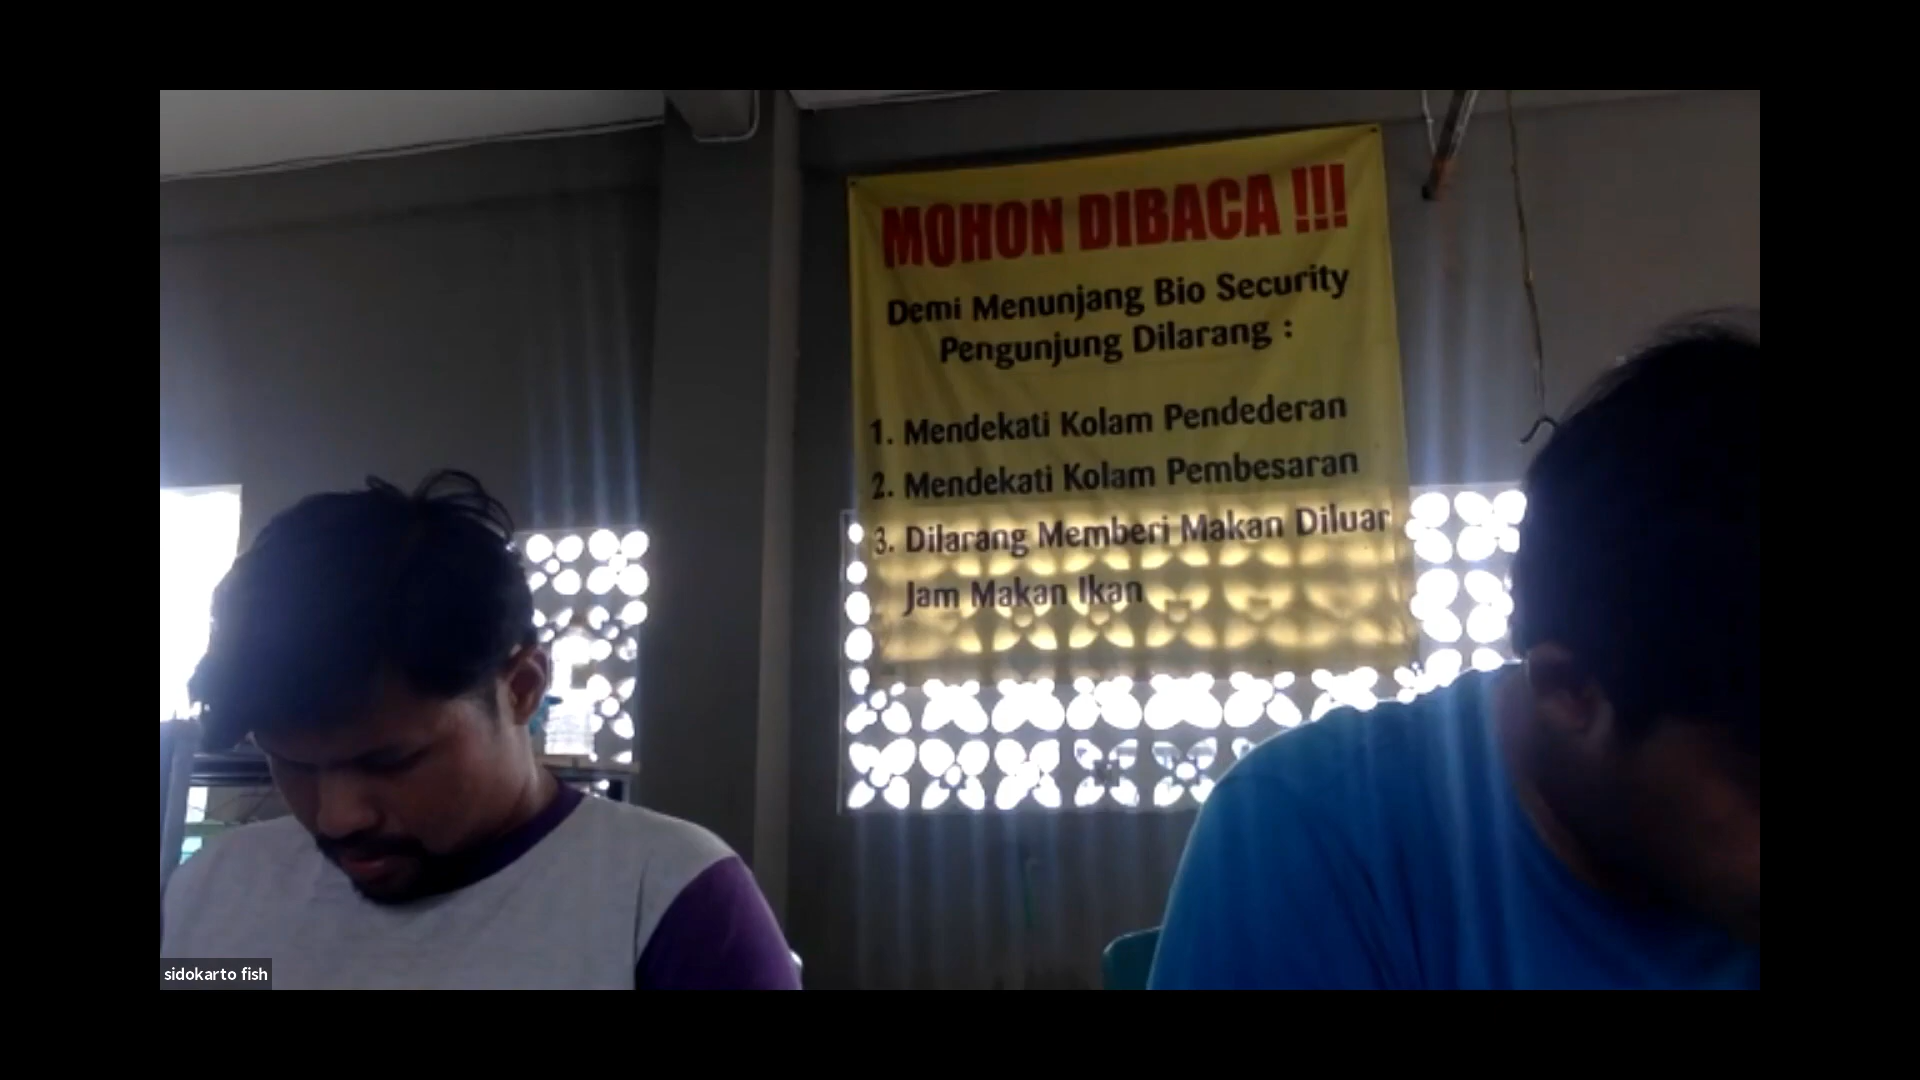 MOHON DIBACA !!!
Demi Menunjang Bio Security
Pengunjung Dilarang :
1. Mendekati Kolam Pendederan
2. Mendekati Kolam Pembesaran
3. Dilarang Memberi Makan Diluar
Jam Makan Ikan
sidokarto fish